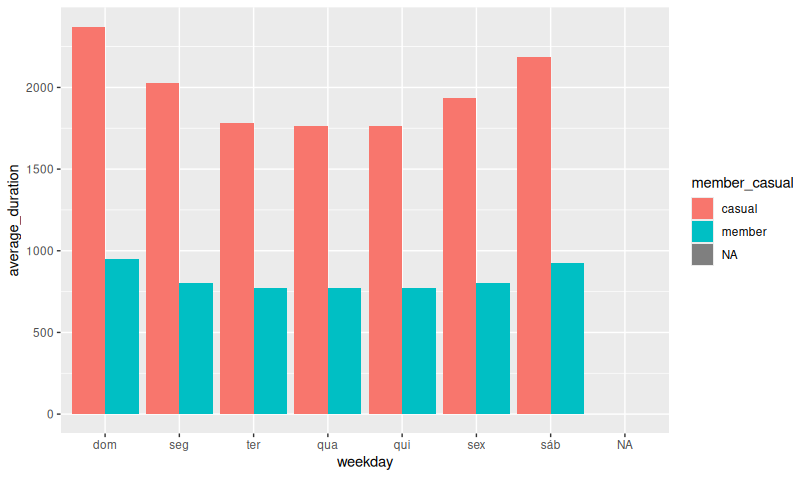 average_duration
2000
1500
1000
500
0
dom seg ter qua qui sex sáb NA
weekday
member_casual
casual
member
NA